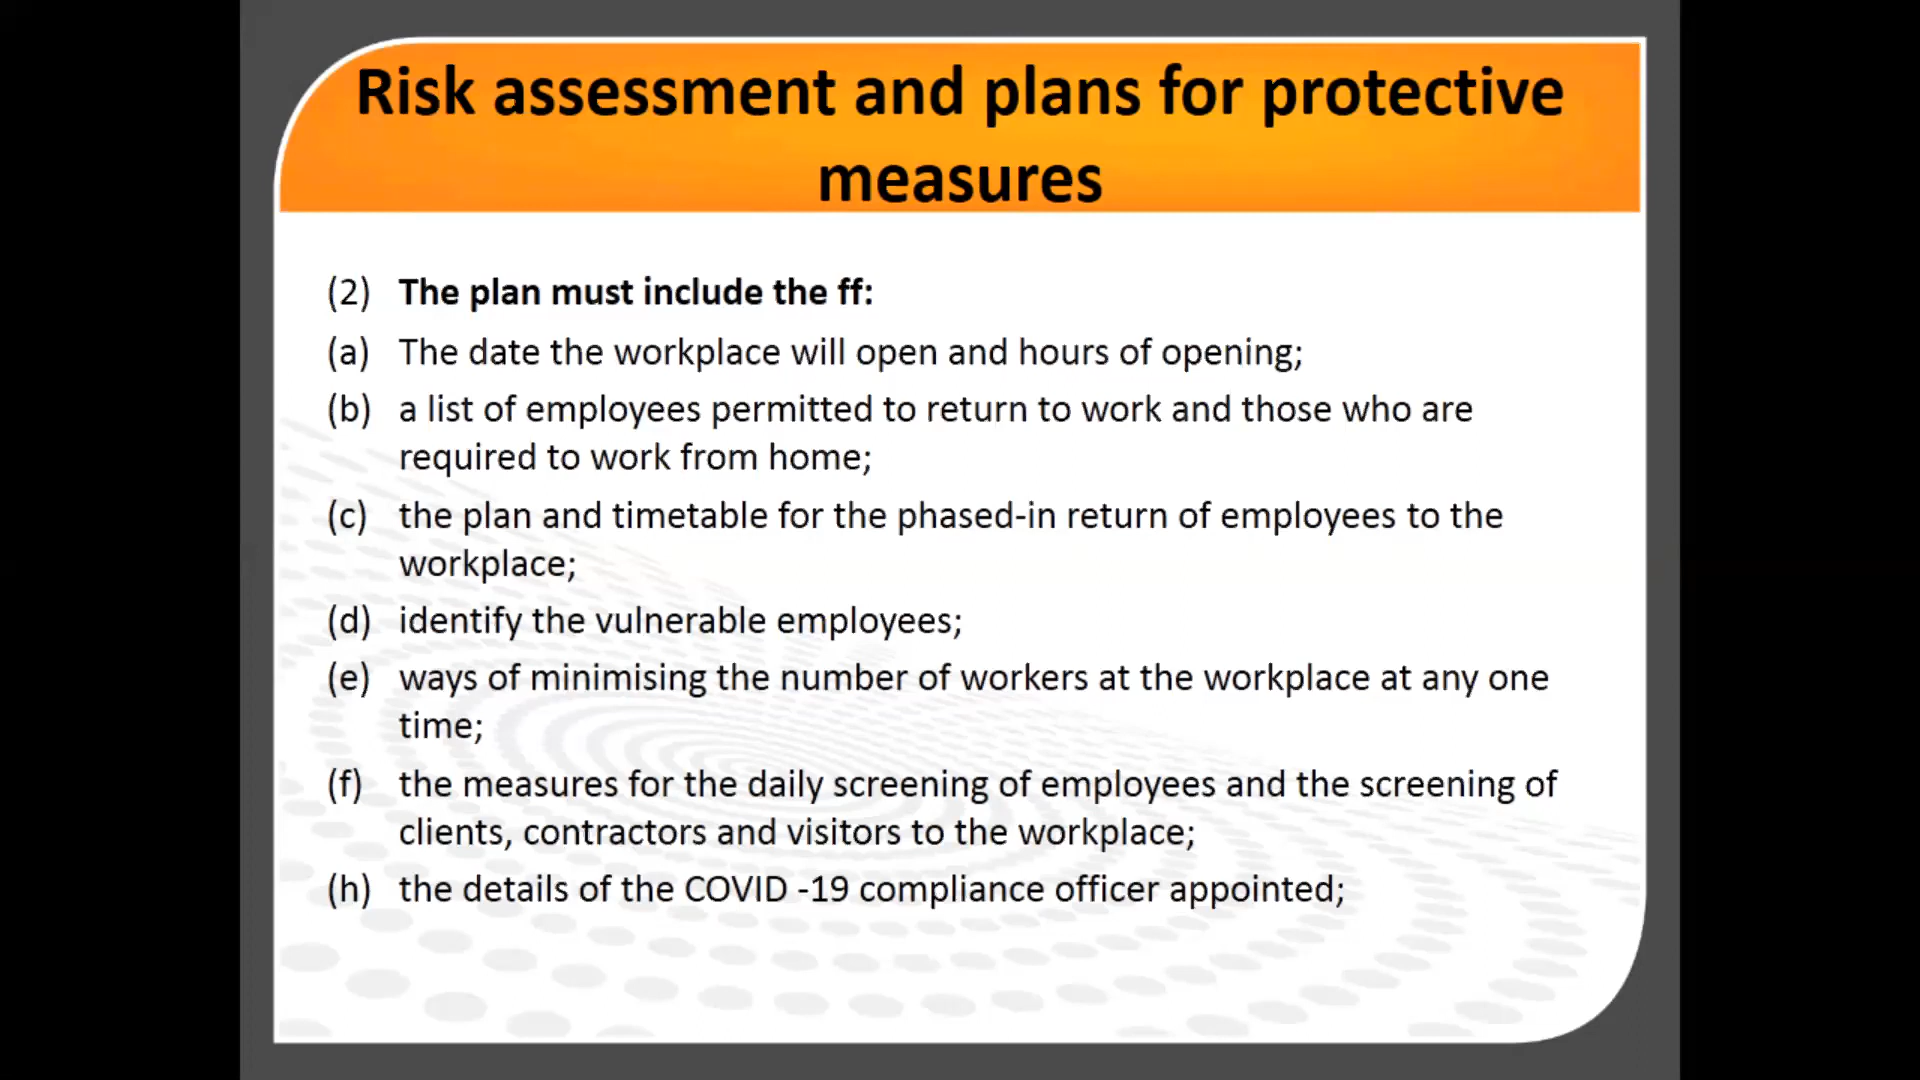 Risk assessment and plans for protective
measures
(2) The plan must include the ff:
(a) The date the workplace will open and hours of opening;
(b) a list of employees permitted to return to work and those who are
required to work from home;
(c) the plan and timetable for the phased-in return of employees to the
workplace;
(d) identify the vulnerable employees;
(e) ways of minimising the number of workers at the workplace at any one
time;
(f) the measures for the daily screening of employees and the screening of
clients, contractors and visitors to the workplace;
(h) the details of the COVID -19 compliance officer appointed;